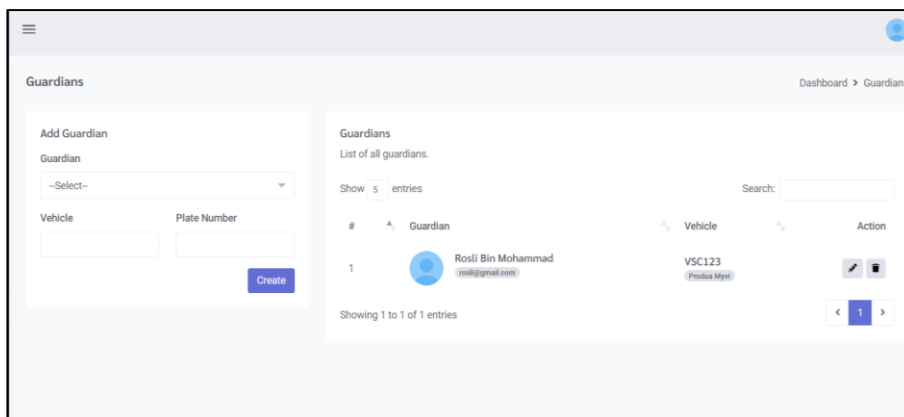 Guardians
Dashboard > Guardian
Add Guardian
Guardian
--Select--
Vehicle Plate Number
Create
Guardians
List of all guardians.
Show 5 entries Search:
# Guardian Vehicle Action
1 Rosli Bin Mohammad VSC123
rosli@gmail.com Produa Myvi
Showing 1 to 1 of 1 entries
< 1 >